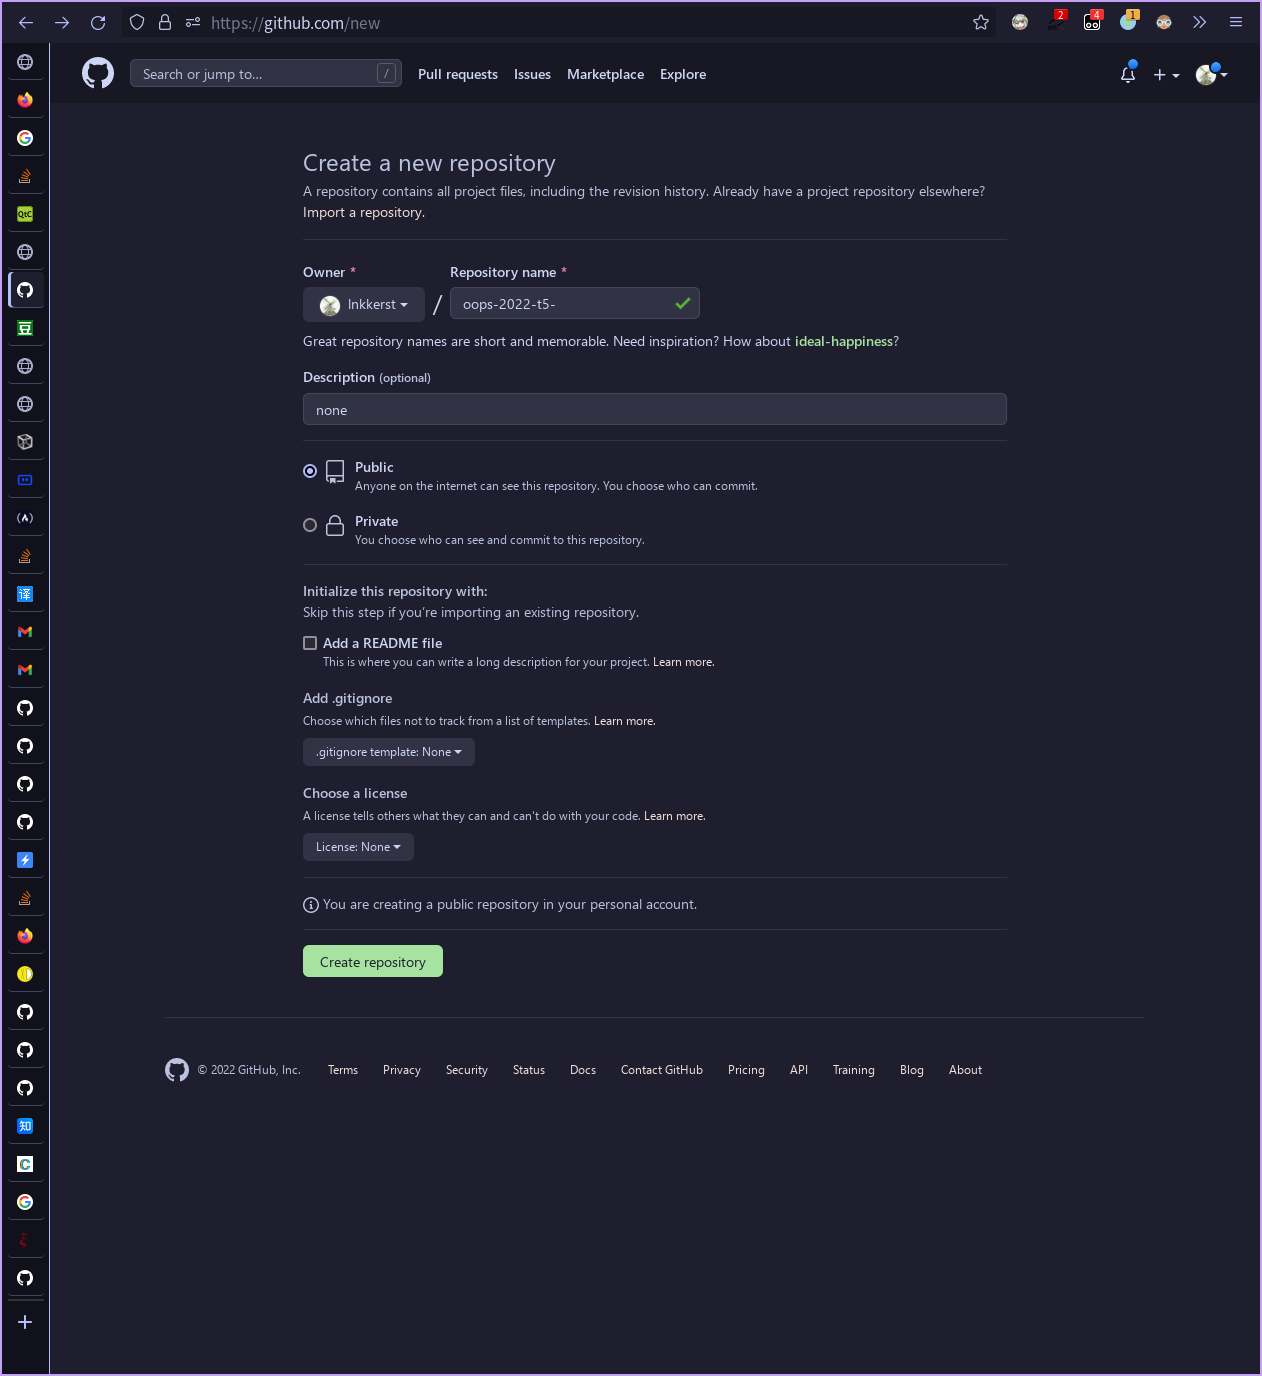 https://github.com/new
2
4
1
Search or jump to...
/
Pull requests
Issues
Marketplace
Explore
Create a new repository
A repository contains all project files, including the revision history. Already have a project repository elsewhere?
Import a repository.
Owner *
Repository name *
Inkkerst
/
oops-2022-t5-
Great repository names are short and memorable. Need inspiration? How about ideal-happiness?
Description (optional)
none
Public
Anyone on the internet can see this repository. You choose who can commit.
Private
You choose who can see and commit to this repository.
Initialize this repository with:
Skip this step if you're importing an existing repository.
Add a README file
This is where you can write a long description for your project. Learn more.
Add .gitignore
Choose which files not to track from a list of templates. Learn more.
.gitignore template: None
Choose a license
A license tells others what they can and can't do with your code. Learn more.
License: None
You are creating a public repository in your personal account.
Create repository
© 2022 GitHub, Inc.
Terms
Privacy
Security
Status
Docs
Contact GitHub
Pricing
API
Training
Blog
About
QtC
豆
译
知
C